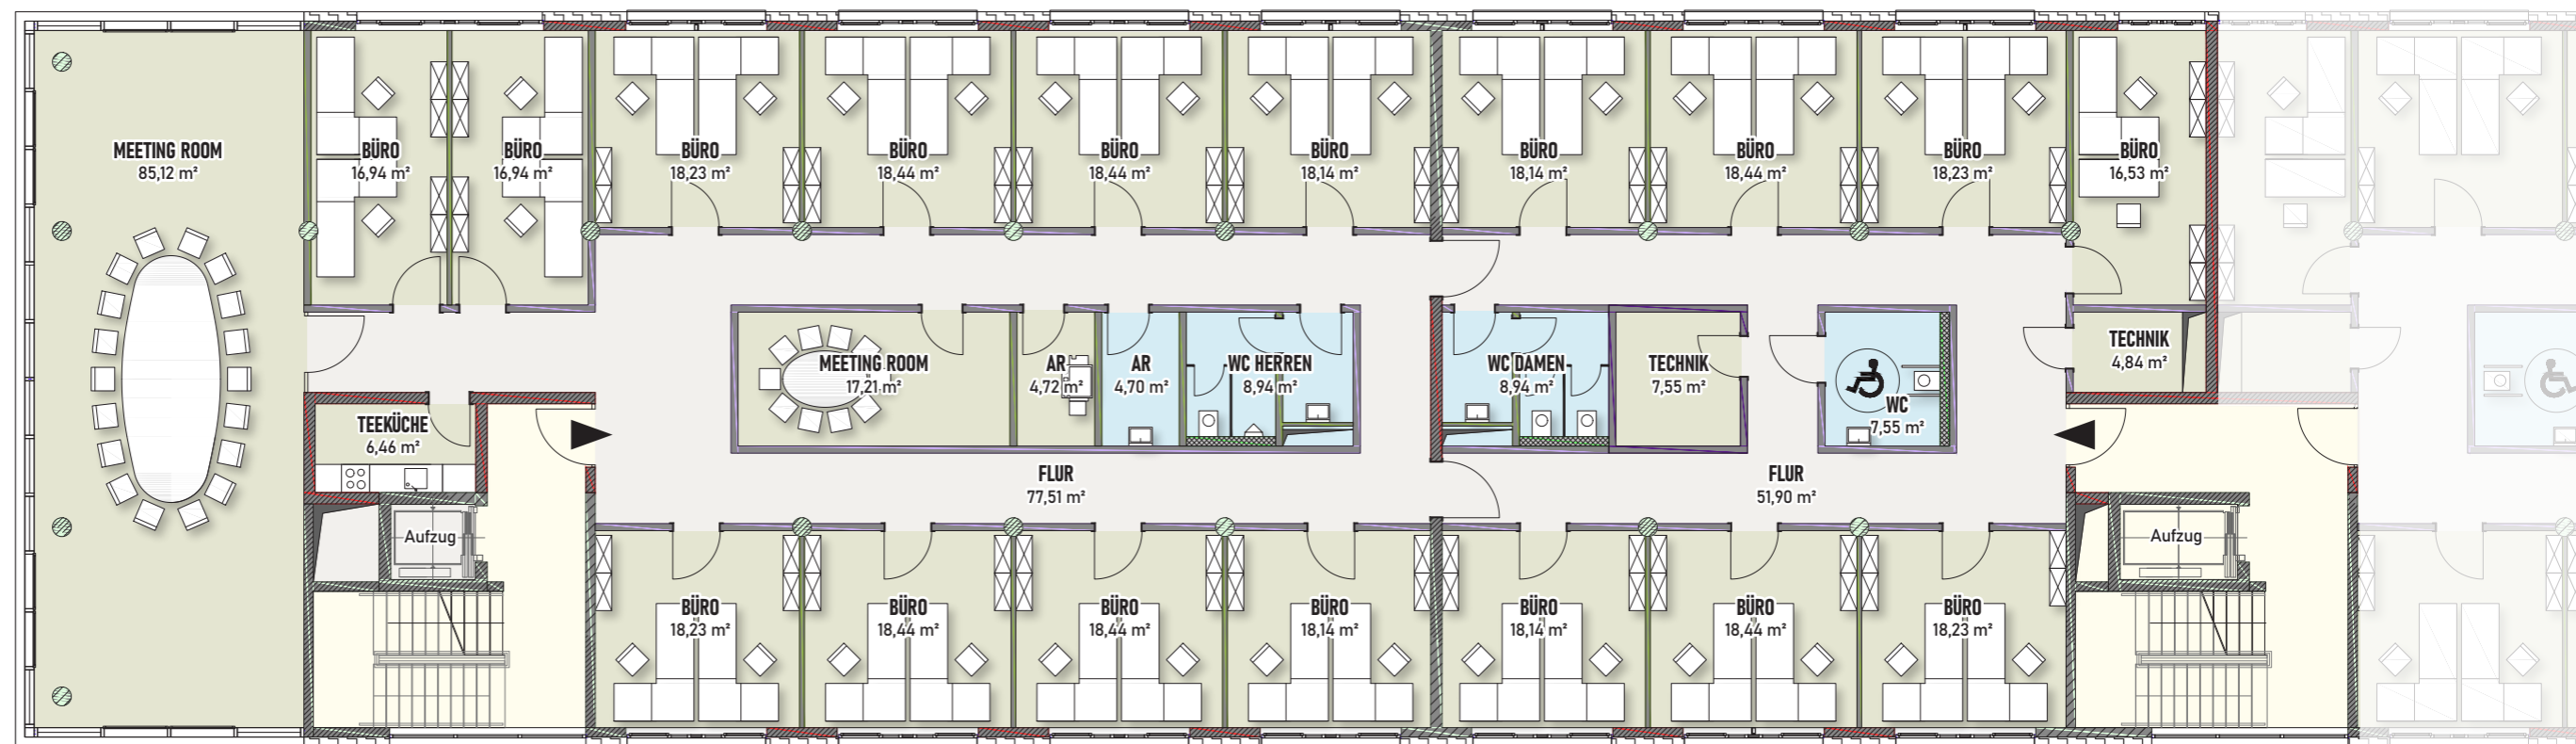 MEETING ROOM
85,12 m²
BÜRO
16,94 m²
BÜRO
16,94 m²
BÜRO
18,23 m²
BÜRO
18,44 m²
BÜRO
18,44 m²
BÜRO
18,14 m²
BÜRO
18,14 m²
BÜRO
18,44 m²
BÜRO
18,23 m²
BÜRO
16,53 m²
MEETING ROOM
17,21 m²
AR
4,72 m²
AR
4,70 m²
WC HERREN
8,94 m²
WC DAMEN
8,94 m²
TECHNIK
7,55 m²
WC
7,55 m²
TECHNIK
4,84 m²
TEEKÜCHE
6,46 m²
FLUR
77,51 m²
FLUR
51,90 m²
Aufzug
Aufzug
BÜRO
18,23 m²
BÜRO
18,44 m²
BÜRO
18,44 m²
BÜRO
18,14 m²
BÜRO
18,14 m²
BÜRO
18,44 m²
BÜRO
18,23 m²